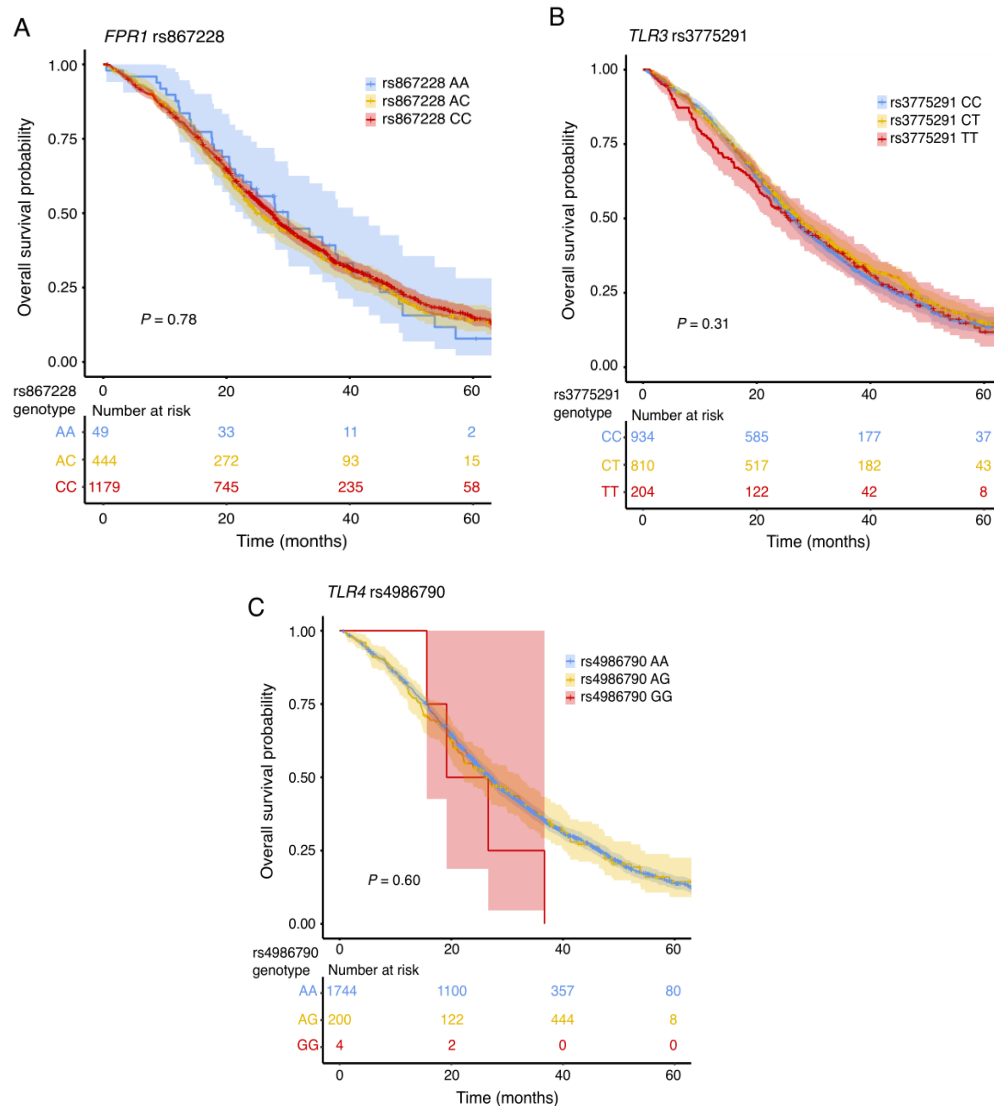 A
FPR1 rs867228
Overall survival probability
1.00
0.75
0.50
0.25
0.00
rs867228 AA
rs867228 AC
rs867228 CC
P = 0.78
0 20 40 60
rs867228
genotype
Number at risk
AA 49 33 11 2
AC 444 272 93 15
CC 1179 745 235 58
0 20 40 60
Time (months)
B
TLR3 rs3775291
Overall survival probability
1.00
0.75
0.50
0.25
0.00
rs3775291 CC
rs3775291 CT
rs3775291 TT
P = 0.31
0 20 40 60
rs3775291
genotype
Number at risk
CC 934 585 177 37
CT 810 517 182 43
TT 204 122 42 8
0 20 40 60
Time (months)
C
TLR4 rs4986790
Overall survival probability
1.00
0.75
0.50
0.25
0.00
rs4986790 AA
rs4986790 AG
rs4986790 GG
P = 0.60
0 20 40 60
rs4986790
genotype
Number at risk
AA 1744 1100 357 80
AG 200 122 444 8
GG 4 2 0 0
0 20 40 60
Time (months)